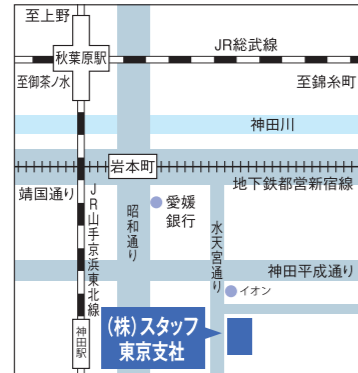 至上野
JR総武線
秋葉原駅
至御茶ノ水
至錦糸町
神田川
岩本町
地下鉄都営新宿線
靖国通り
JR山手京浜東北線
昭和通り
愛媛
銀行
水天宮通り
神田平成通り
イオン
神田駅
(株)スタッフ
東京支社